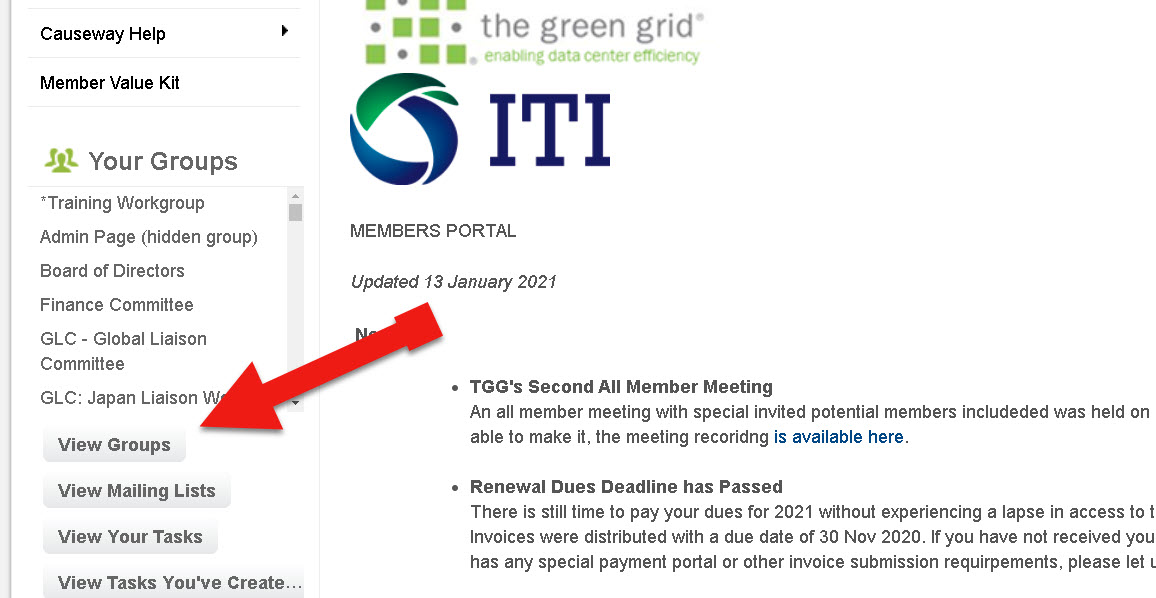 Causeway Help
Member Value Kit
Your Groups
*Training Workgroup
Admin Page (hidden group)
Board of Directors
Finance Committee
GLC - Global Liaison
Committee
GLC: Japan Liaison
View Groups
View Mailing Lists
View Your Tasks
View Tasks You've Create...
the green grid®
enabling data center efficiency
ITI
MEMBERS PORTAL
Updated 13 January 2021
TGG's Second All Member Meeting
An all member meeting with special invited potential members includeded was held on
able to make it, the meeting recoridng is available here.
Renewal Dues Deadline has Passed
There is still time to pay your dues for 2021 without experiencing a lapse in access to
Invoices were distributed with a due date of 30 Nov 2020. If you have not received you
has any special payment portal or other invoice submission requirpements, please let